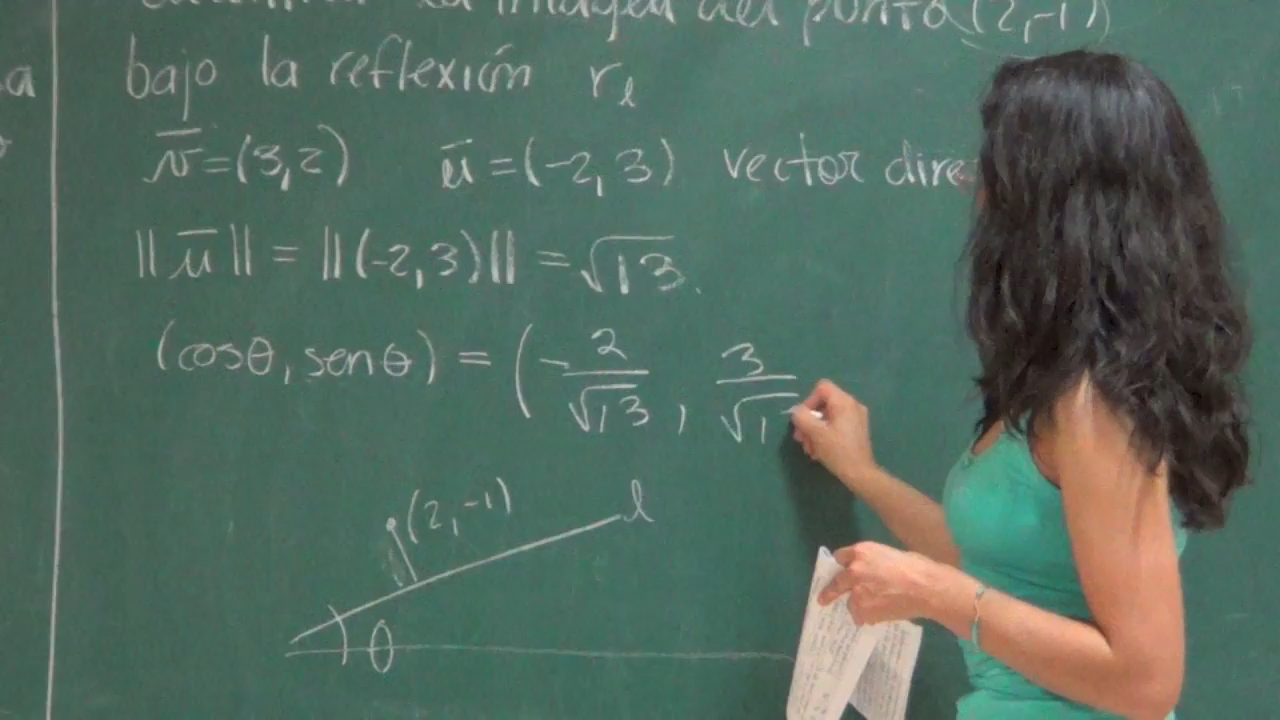 la imagen del punto (2,-1)
bajo la reflexión r_l
v̅=(3,2) u̅=(-2,3) vector dire
||u̅|| = ||(-2,3)|| = √13.
(cosθ, senθ) = (-2/√13, 3/√1
(2,-1)
l
θ
a